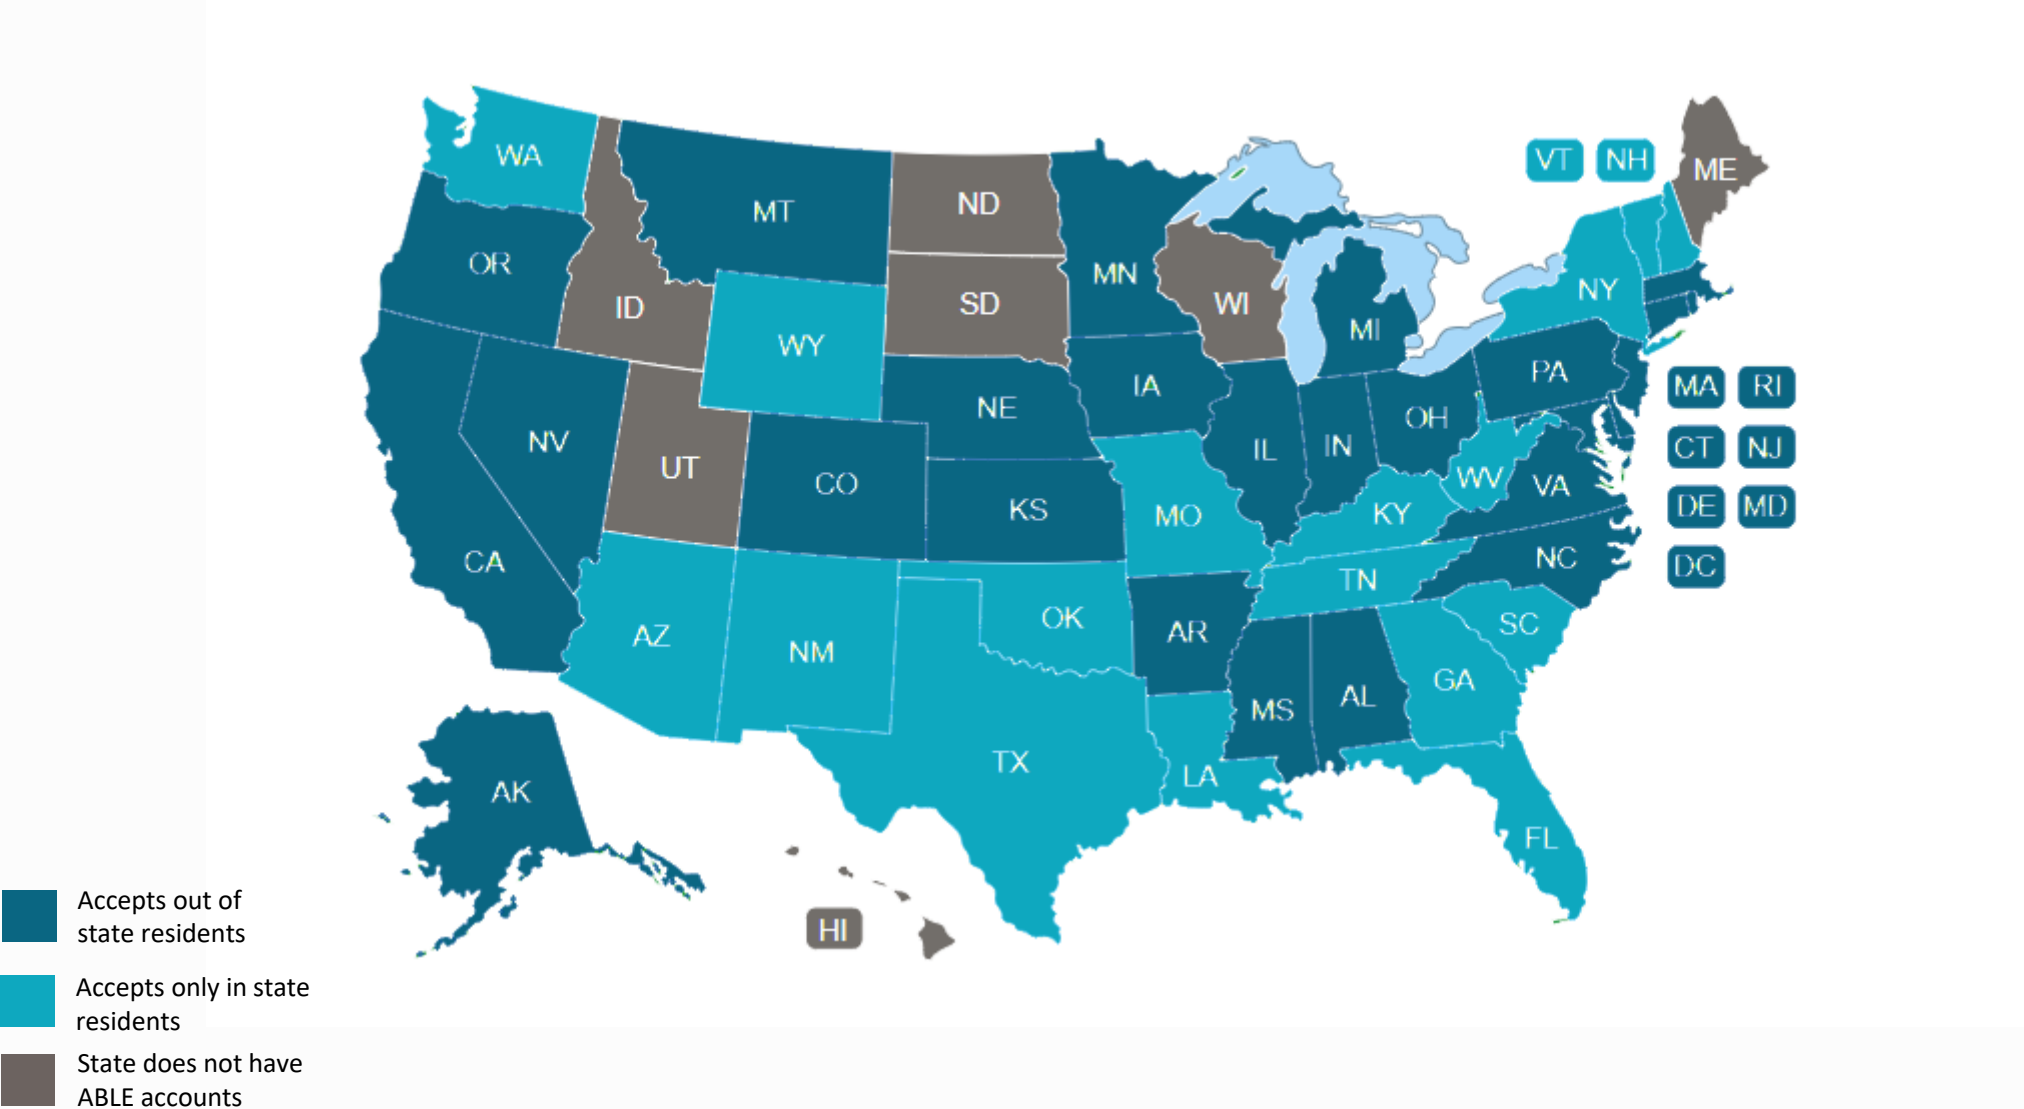 VT NH
ME
WA
MT
ND
OR
MN
NY
ID
SD
WI
MI
WY
PA
IA
MA RI
NE
OH
NV
IL IN
CT NJ
UT
CO
WV
VA
KS
MO
KY
DE MD
CA
NC
DC
TN
OK
AR
SC
AZ
NM
GA
MS
AL
TX
LA
AK
FL
HI
Accepts out of
state residents
Accepts only in state
residents
State does not have
ABLE accounts